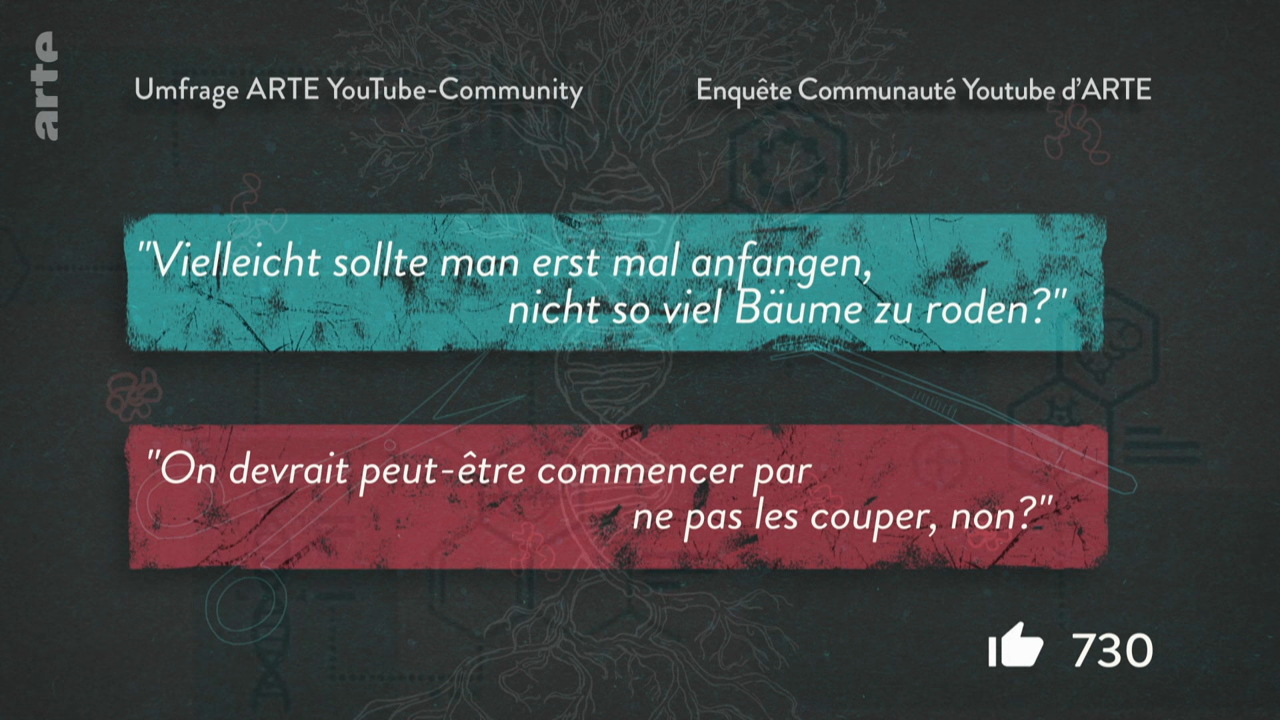 arte
Umfrage ARTE YouTube-Community
Enquête Communauté Youtube d'ARTE
"Vielleicht sollte man erst mal anfangen,
nicht so viel Bäume zu roden?"
"On devrait peut-être commencer par
ne pas les couper, non?"
730